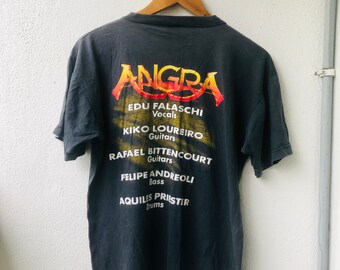 ANGRA
EDU FALASCHI
Vocals
KIKO LOUREIRO
Guitars
RAFAEL BITTENCOURT
Guitars
FELIPE ANDREOLI
Bass
AQUILES PRIESTER
Drums